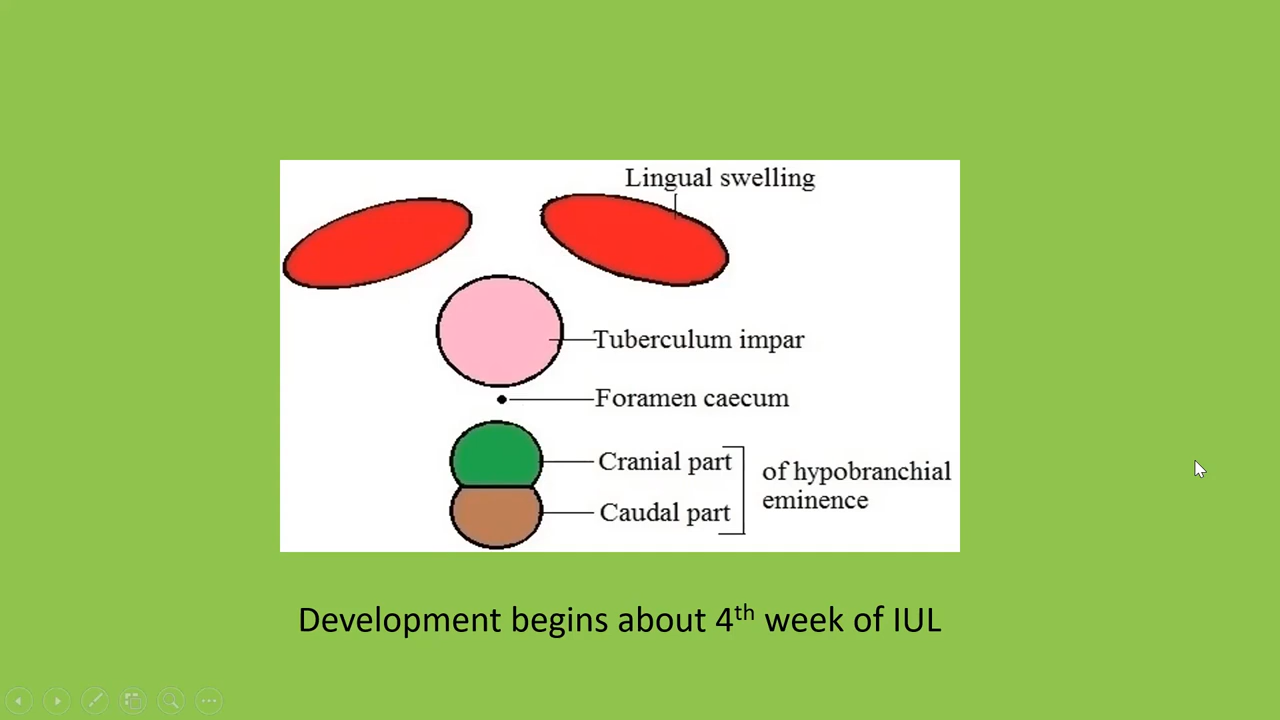 Lingual swelling
Tuberculum impar
Foramen caecum
Cranial part
of hypobranchial
eminence
Caudal part
Development begins about 4th week of IUL